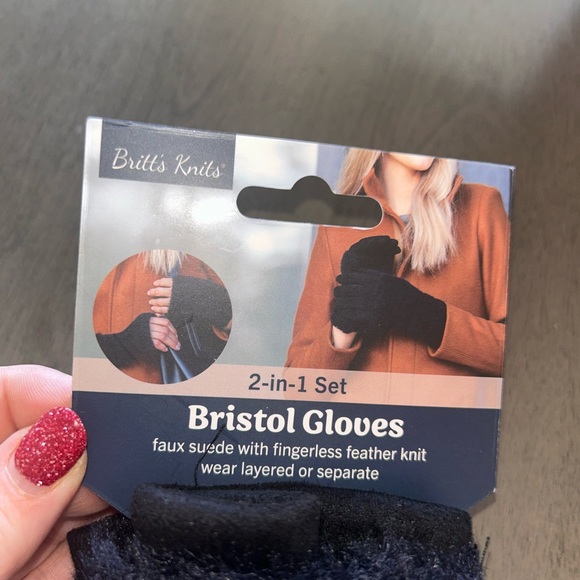 Britt's Knits®
2-in-1 Set
Bristol Gloves
faux suede with fingerless feather knit
wear layered or separate